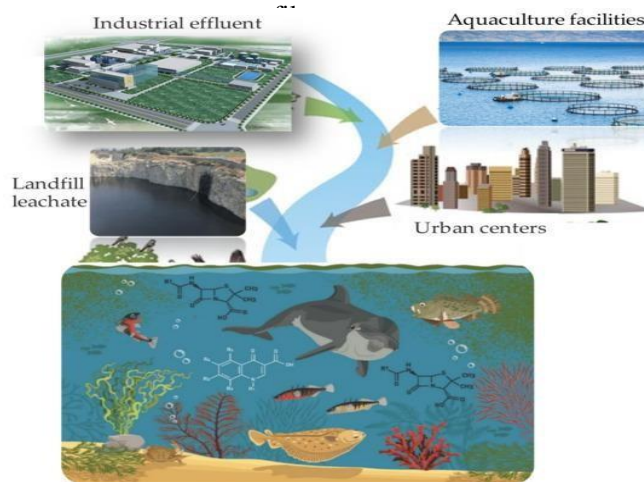 Industrial effluent
Aquaculture facilities
Landfill
leachate
Urban centers